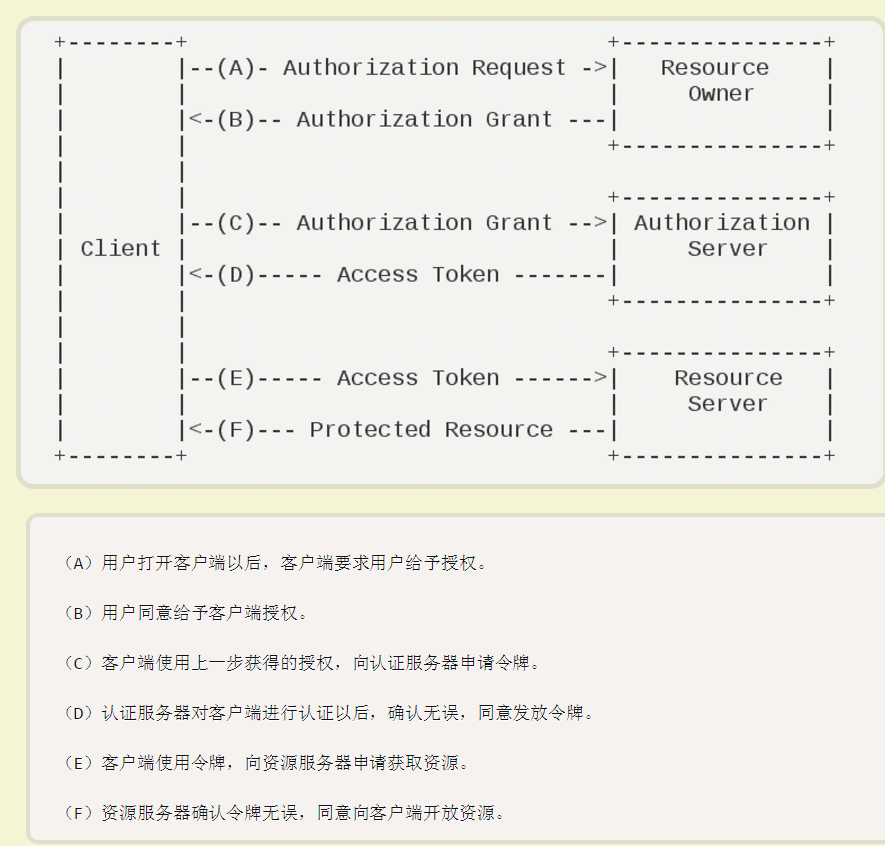 +--------+                               +---------------+
|        |--(A)- Authorization Request ->|   Resource    |
|        |                               |     Owner     |
|        |<-(B)-- Authorization Grant ---|               |
|        |                               +---------------+
|        |
|        |                               +---------------+
|        |--(C)-- Authorization Grant -->| Authorization |
| Client |                               |     Server    |
|        |<-(D)----- Access Token -------|               |
|        |                               +---------------+
|        |
|        |                               +---------------+
|        |--(E)----- Access Token ------>|    Resource   |
|        |                               |     Server    |
|        |<-(F)--- Protected Resource ---|               |
+--------+                               +---------------+
（A）用户打开客户端以后，客户端要求用户给予授权。
（B）用户同意给予客户端授权。
（C）客户端使用上一步获得的授权，向认证服务器申请令牌。
（D）认证服务器对客户端进行认证以后，确认无误，同意发放令牌。
（E）客户端使用令牌，向资源服务器申请获取资源。
（F）资源服务器确认令牌无误，同意向客户端开放资源。